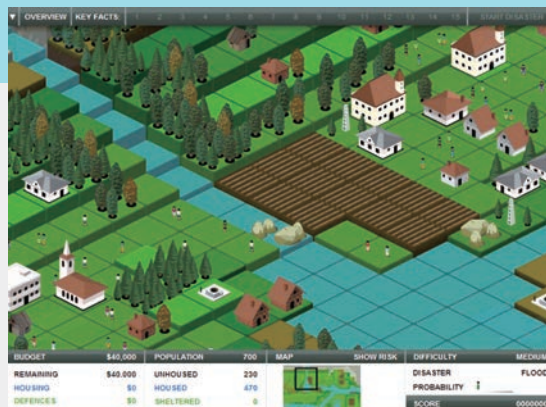 OVERVIEW KEY FACTS: 1 2 3 4 5 6 7 8 9 10 11 12 13 14 15 START DISASTER
BUDGET $40,000 POPULATION 700 MAP SHOW RISK DIFFICULTY MEDIUM
REMAINING $40,000 UNHOUSED 230 DISASTER FLOOD
HOUSING $0 HOUSED 470 PROBABILITY
DEFENCES $0 SHELTERED 0 SCORE 0000000